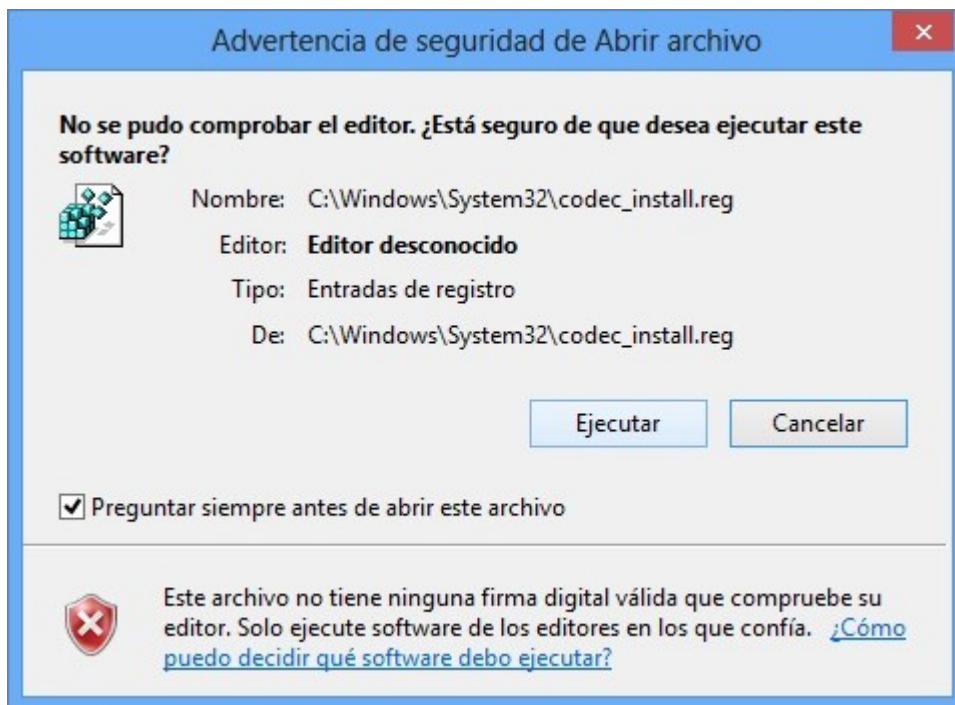 Advertencia de seguridad de Abrir archivo
No se pudo comprobar el editor. ¿Está seguro de que desea ejecutar este
software?
Nombre: C:\Windows\System32\codec_install.reg
Editor: Editor desconocido
Tipo: Entradas de registro
De: C:\Windows\System32\codec_install.reg
Ejecutar Cancelar
Preguntar siempre antes de abrir este archivo
Este archivo no tiene ninguna firma digital válida que compruebe su
editor. Solo ejecute software de los editores en los que confía. ¿Cómo
puedo decidir qué software debo ejecutar?